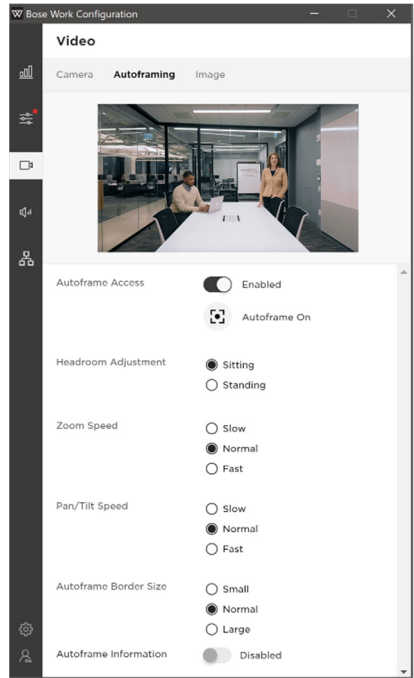 Bose Work Configuration
Video
Camera Autoframing Image
Autoframe Access Enabled
Autoframe On
Headroom Adjustment Sitting
Standing
Zoom Speed Slow
Normal
Fast
Pan/Tilt Speed Slow
Normal
Fast
Autoframe Border Size Small
Normal
Large
Autoframe Information Disabled